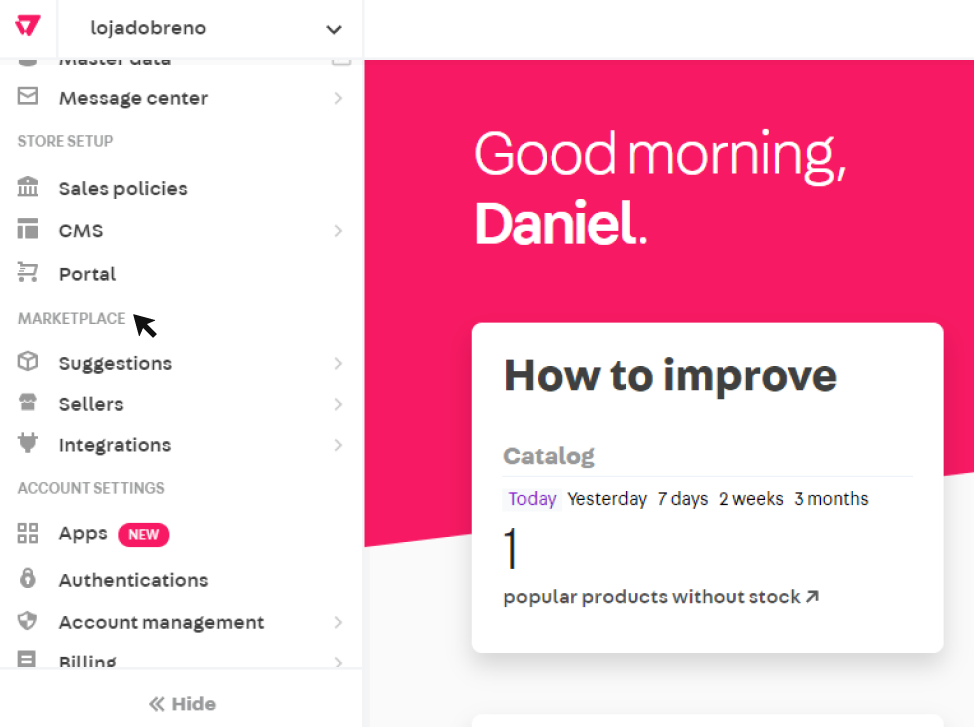 lojadobreno
Master data
Message center
STORE SETUP
Sales policies
CMS
Portal
MARKETPLACE
Suggestions
Sellers
Integrations
ACCOUNT SETTINGS
Apps NEW
Authentications
Account management
Billing
Hide
Good morning,
Daniel.
How to improve
Catalog
Today Yesterday 7 days 2 weeks 3 months
1
popular products without stock